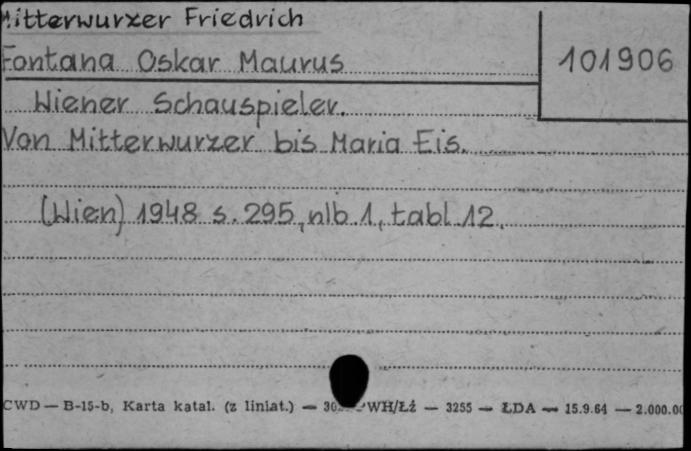 Mitterwurzer Friedrich
Fontana Oskar Maurus
101906
Wiener Schauspieler.
Von Mitterwurzer bis Maria Eis.
(Wien) 1948 s. 295, nlb 1, tabl. 12.
CWD — B-15-b, Karta katal. (z liniat.) — WH/Łż — 3255 — ŁDA — 15.9.64 — 2.000.00